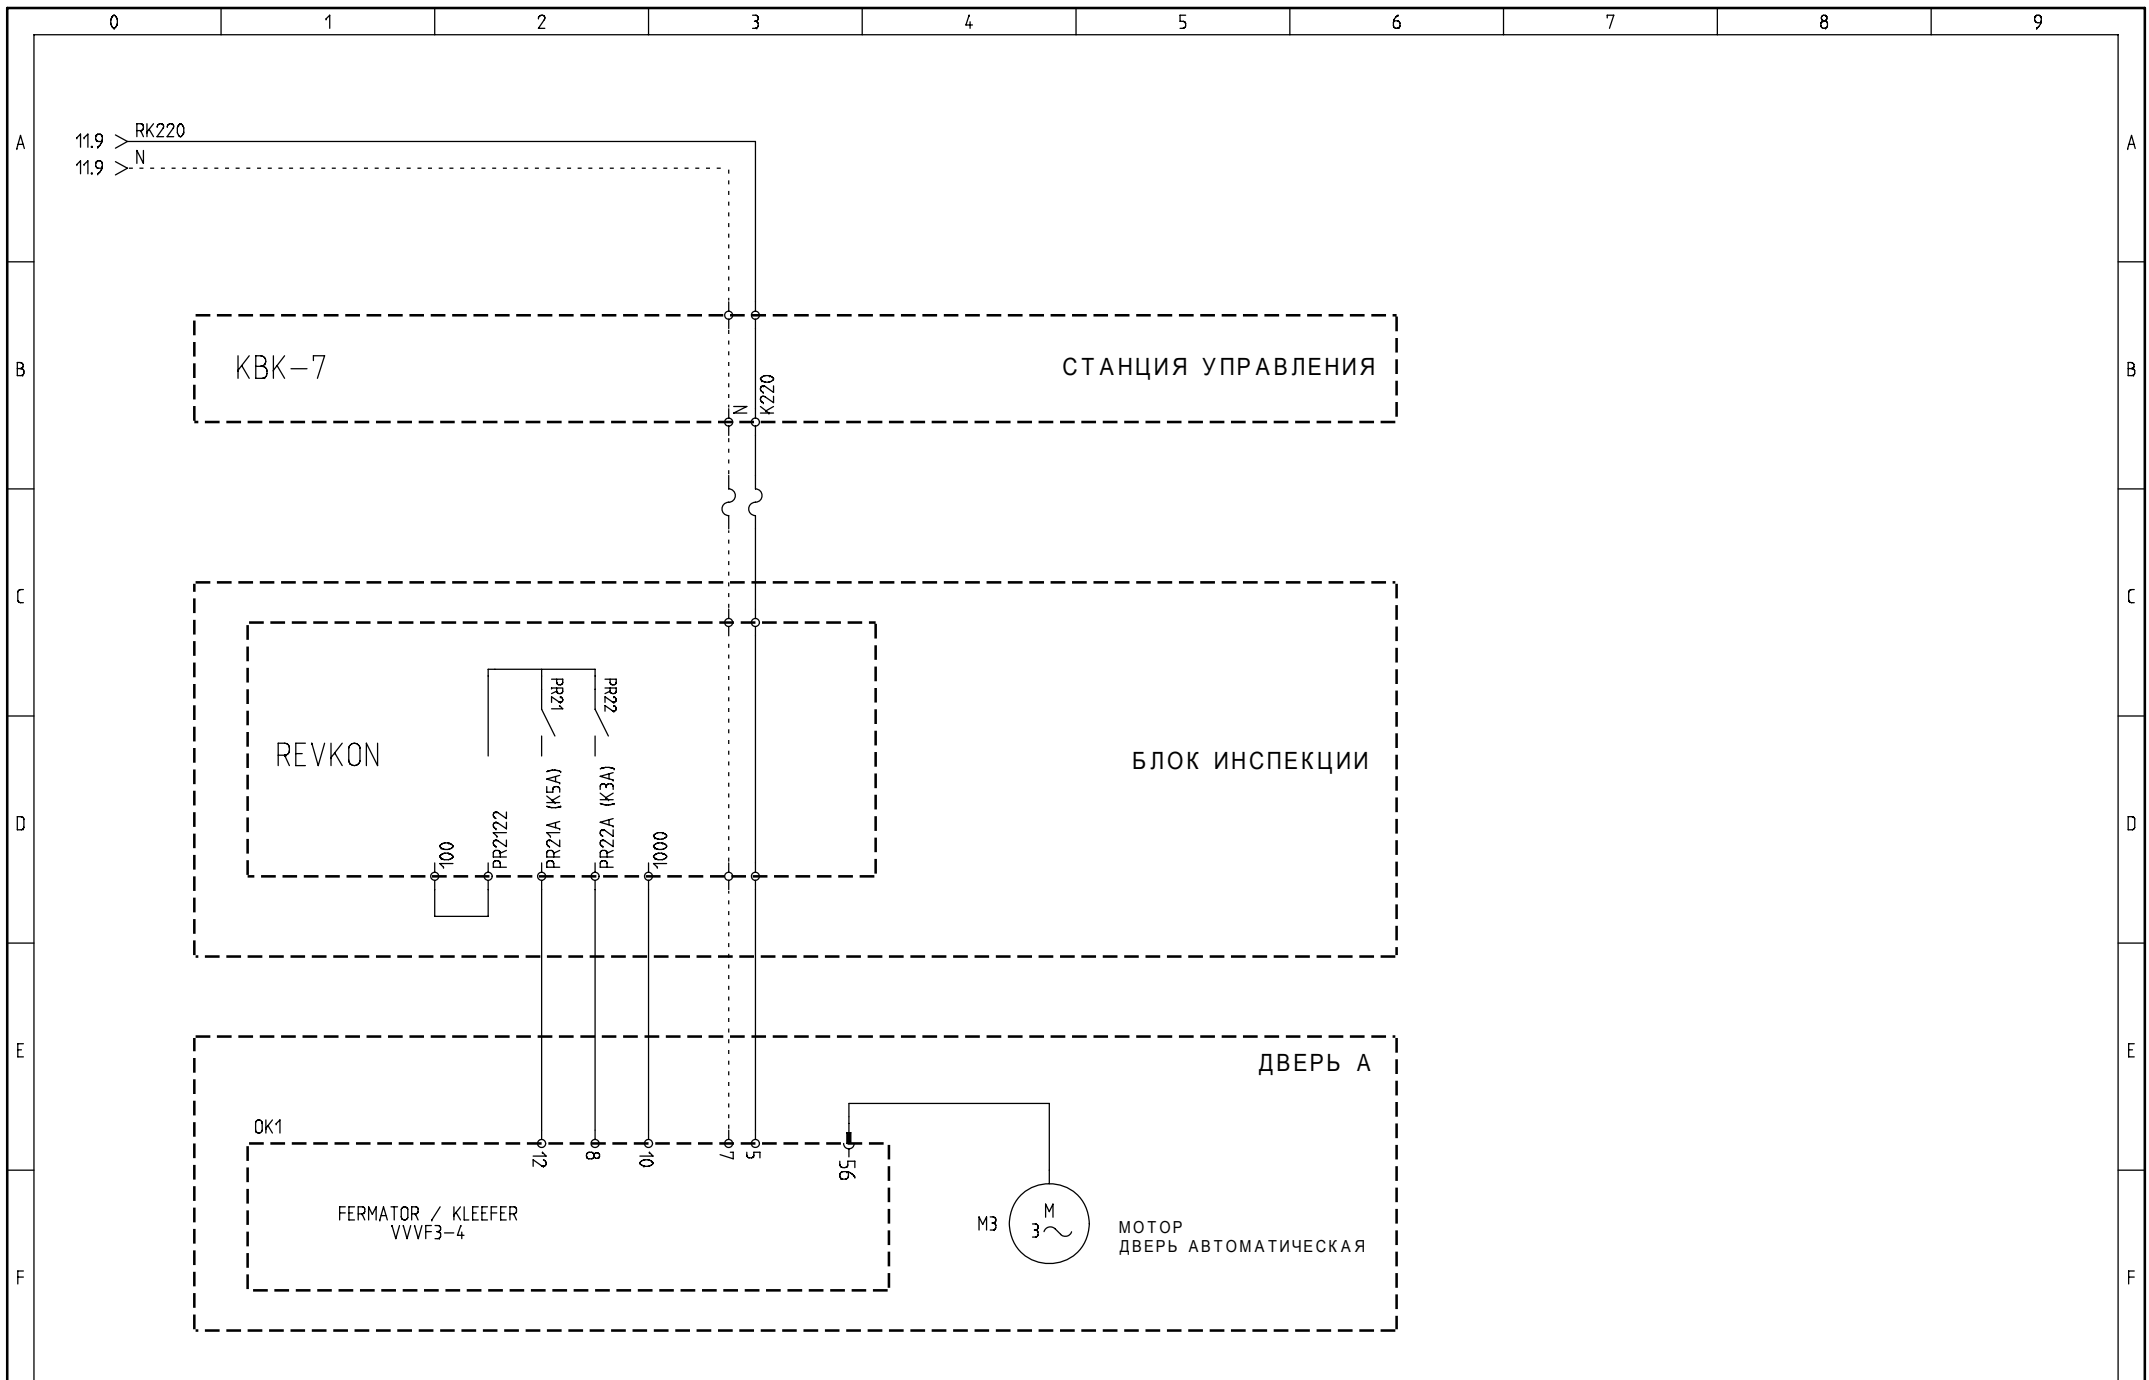 0 1 2 3 4 5 6 7 8 9
A A
11.9 RK220
11.9 N
B B
KBK-7
СТАНЦИЯ УПРАВЛЕНИЯ
N K220
C C
PR21 PR22
REVKON
БЛОК ИНСПЕКЦИИ
D D
100 PR2122 PR21A (K5A) PR22A (K3A) 1000
E E
ДВЕРЬ А
OK1
12 8 10 7 5 56
FERMATOR / KLEEFER
VVVF3-4
M3
M
3~
МОТОР
ДВЕРЬ АВТОМАТИЧЕСКАЯ
F F